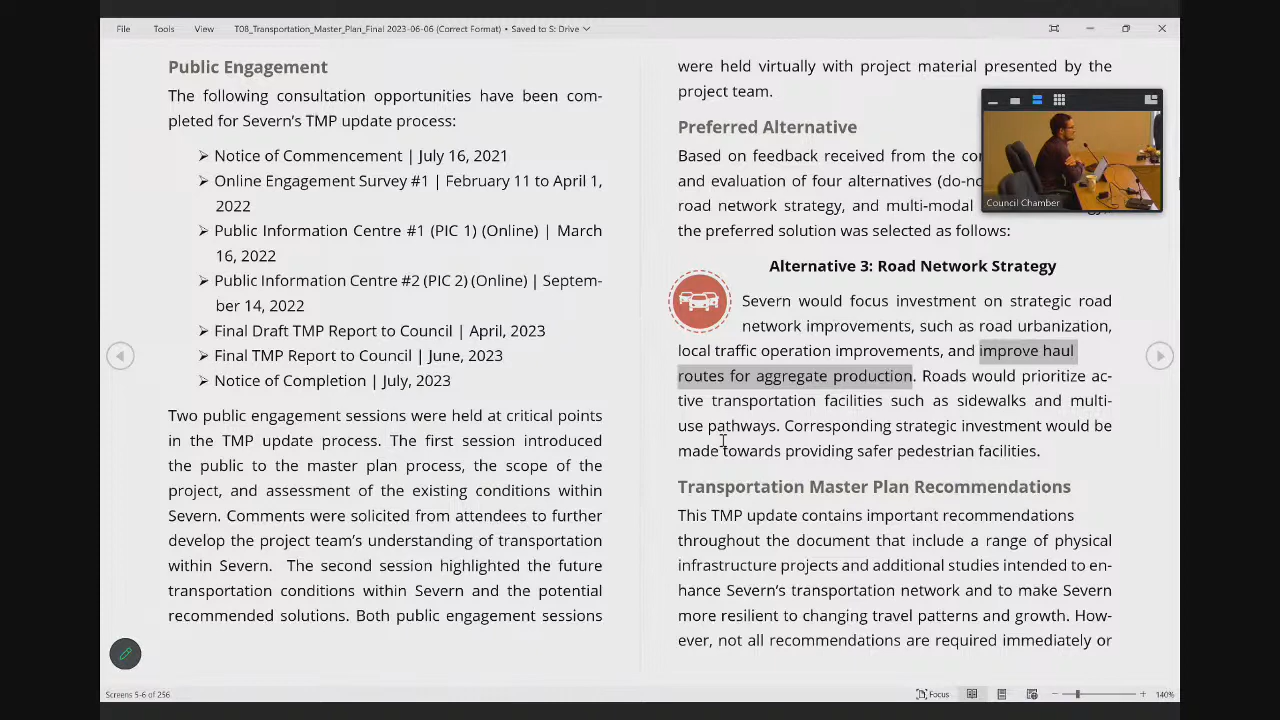 File Tools View T08_Transportation_Master_Plan_Final 2023-06-06 (Correct Format) • Saved to S: Drive
Public Engagement
The following consultation opportunities have been com-
pleted for Severn's TMP update process:
➢ Notice of Commencement | July 16, 2021
➢ Online Engagement Survey #1 | February 11 to April 1,
2022
➢ Public Information Centre #1 (PIC 1) (Online) | March
16, 2022
➢ Public Information Centre #2 (PIC 2) (Online) | Septem-
ber 14, 2022
➢ Final Draft TMP Report to Council | April, 2023
➢ Final TMP Report to Council | June, 2023
➢ Notice of Completion | July, 2023
Two public engagement sessions were held at critical points
in the TMP update process. The first session introduced
the public to the master plan process, the scope of the
project, and assessment of the existing conditions within
Severn. Comments were solicited from attendees to further
develop the project team's understanding of transportation
within Severn. The second session highlighted the future
transportation conditions within Severn and the potential
recommended solutions. Both public engagement sessions
were held virtually with project material presented by the
project team.
Preferred Alternative
Based on feedback received from the
and evaluation of four alternatives
road network strategy, and multi-modal
the preferred solution was selected as follows:
Council Chamber
Alternative 3: Road Network Strategy
Severn would focus investment on strategic road
network improvements, such as road urbanization,
local traffic operation improvements, and improve haul
routes for aggregate production. Roads would prioritize ac-
tive transportation facilities such as sidewalks and multi-
use pathways. Corresponding strategic investment would be
made towards providing safer pedestrian facilities.
Transportation Master Plan Recommendations
This TMP update contains important recommendations
throughout the document that include a range of physical
infrastructure projects and additional studies intended to en-
hance Severn's transportation network and to make Severn
more resilient to changing travel patterns and growth. How-
ever, not all recommendations are required immediately or
Screens 5-6 of 256
Focus
140%